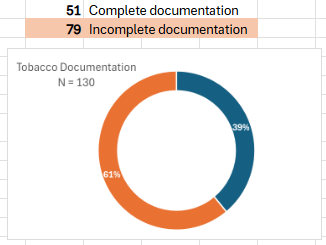 51 Complete documentation
79 Incomplete documentation
Tobacco Documentation
N = 130
39%
61%